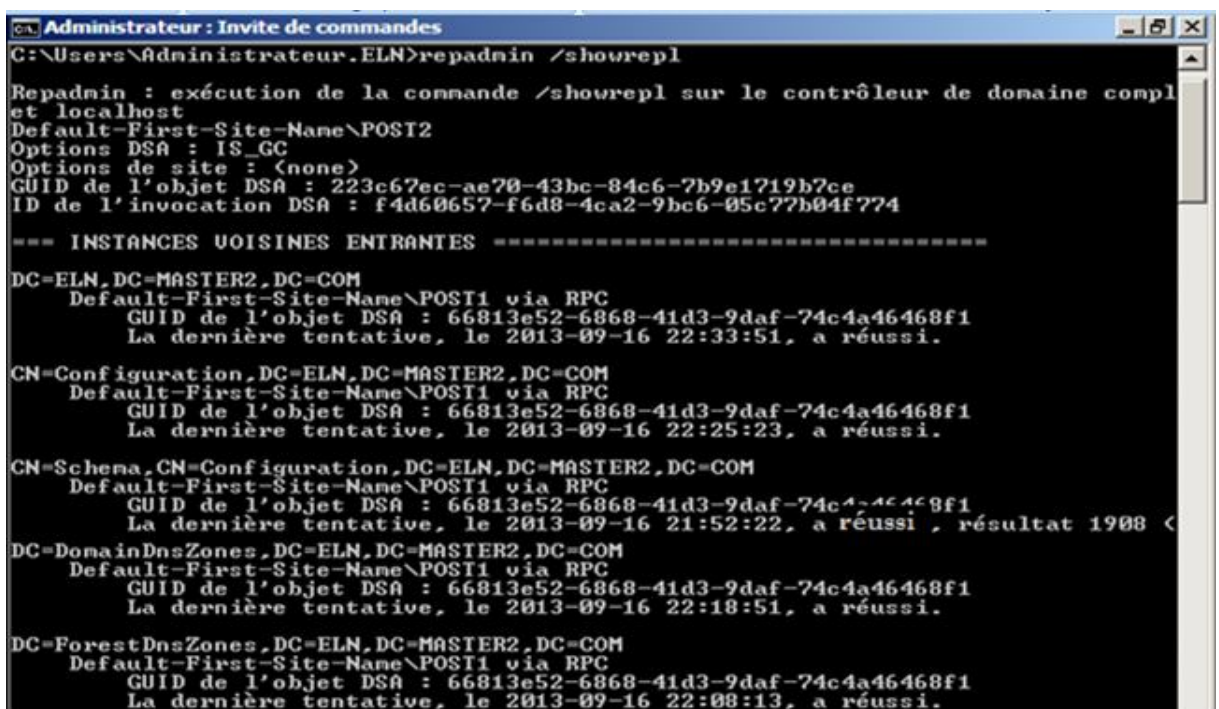 Administrateur : Invite de commandes
C:\Users\Administrateur.ELN>repadmin /showrepl
Repadmin : exécution de la commande /showrepl sur le contrôleur de domaine compl
et localhost
Default-First-Site-Name\POST2
Options DSA : IS_GC
Options de site : (none)
GUID de l'objet DSA : 223c67ec-ae70-43bc-84c6-7b9e1719b7ce
ID de l'invocation DSA : f4d60657-f6d8-4ca2-9bc6-05c77b04f774
=== INSTANCES VOISINES ENTRANTES ===================================
DC=ELN,DC=MASTER2,DC=COM
Default-First-Site-Name\POST1 via RPC
GUID de l'objet DSA : 66813e52-6868-41d3-9daf-74c4a46468f1
La dernière tentative, le 2013-09-16 22:33:51, a réussi.
CN=Configuration,DC=ELN,DC=MASTER2,DC=COM
Default-First-Site-Name\POST1 via RPC
GUID de l'objet DSA : 66813e52-6868-41d3-9daf-74c4a46468f1
La dernière tentative, le 2013-09-16 22:25:23, a réussi.
CN=Schema,CN=Configuration,DC=ELN,DC=MASTER2,DC=COM
Default-First-Site-Name\POST1 via RPC
GUID de l'objet DSA : 66813e52-6868-41d3-9daf-74c4a46468f1
La dernière tentative, le 2013-09-16 21:52:22, a réussi , résultat 1908 (
DC=DomainDnsZones,DC=ELN,DC=MASTER2,DC=COM
Default-First-Site-Name\POST1 via RPC
GUID de l'objet DSA : 66813e52-6868-41d3-9daf-74c4a46468f1
La dernière tentative, le 2013-09-16 22:18:51, a réussi.
DC=ForestDnsZones,DC=ELN,DC=MASTER2,DC=COM
Default-First-Site-Name\POST1 via RPC
GUID de l'objet DSA : 66813e52-6868-41d3-9daf-74c4a46468f1
La dernière tentative, le 2013-09-16 22:08:13, a réussi.